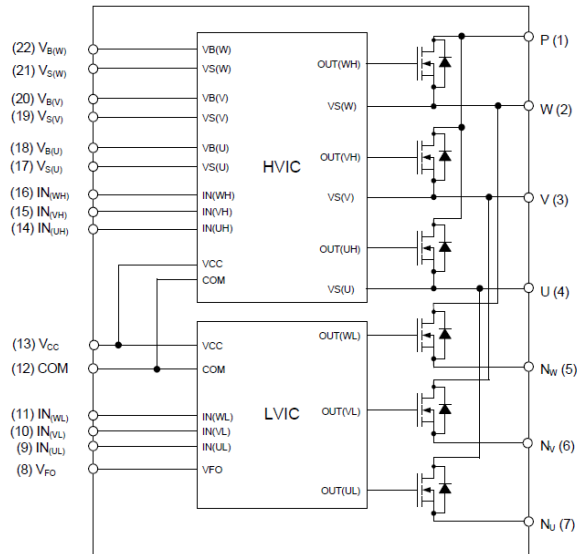 (22) VB(W)
(21) VS(W)
(20) VB(V)
(19) VS(V)
(18) VB(U)
(17) VS(U)
(16) IN(WH)
(15) IN(VH)
(14) IN(UH)
(13) VCC
(12) COM
(11) IN(WL)
(10) IN(VL)
(9) IN(UL)
(8) VFO
VB(W)
VS(W)
VB(V)
VS(V)
VB(U)
VS(U)
IN(WH)
IN(VH)
IN(UH)
VCC
COM
HVIC
OUT(WH)
VS(W)
OUT(VH)
VS(V)
OUT(UH)
VS(U)
VCC
COM
IN(WL)
IN(VL)
IN(UL)
VFO
LVIC
OUT(WL)
OUT(VL)
OUT(UL)
P (1)
W (2)
V (3)
U (4)
NW (5)
NV (6)
NU (7)